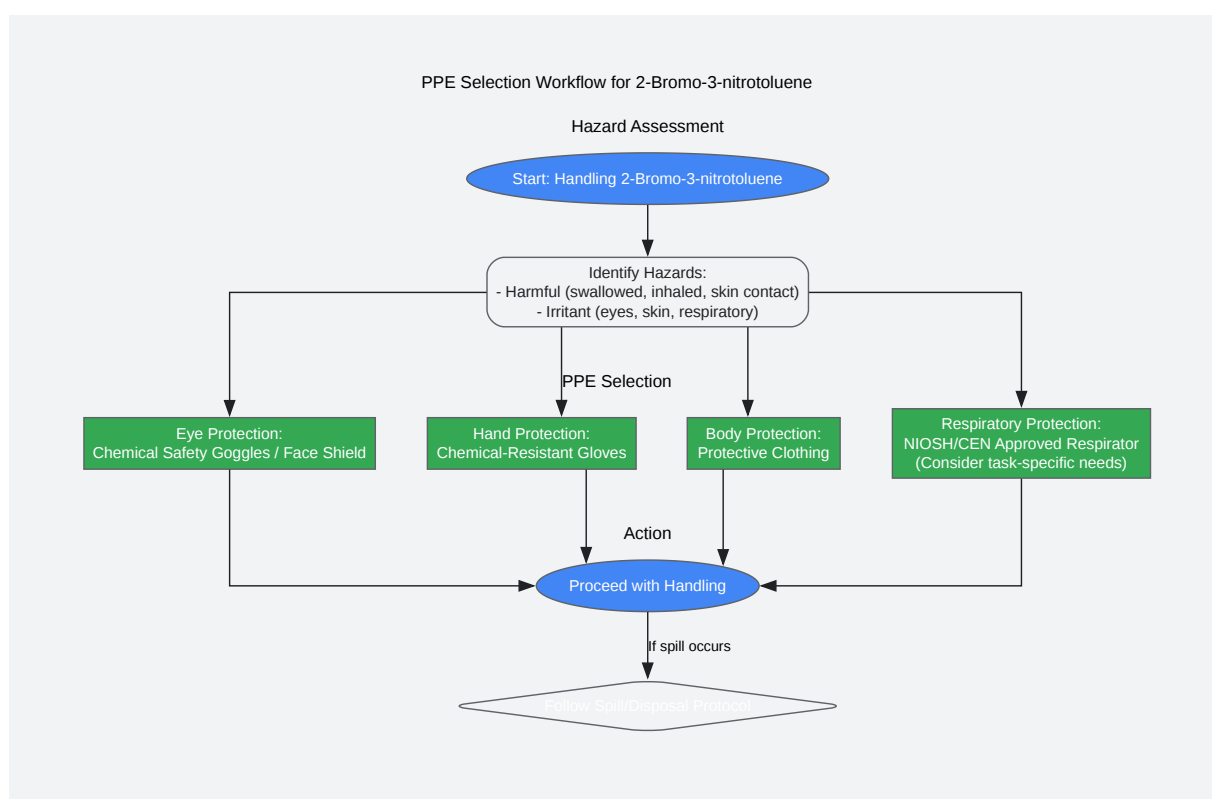 PPE Selection Workflow for 2-Bromo-3-nitrotoluene
Hazard Assessment
Start: Handling 2-Bromo-3-nitrotoluene
Identify Hazards:
- Harmful (swallowed, inhaled, skin contact)
- Irritant (eyes, skin, respiratory)
PPE Selection
Eye Protection:
Chemical Safety Goggles / Face Shield
Hand Protection:
Chemical-Resistant Gloves
Body Protection:
Protective Clothing
Respiratory Protection:
NIOSH/CEN Approved Respirator
(Consider task-specific needs)
Action
Proceed with Handling
If spill occurs
Follow Spill/Disposal Protocol